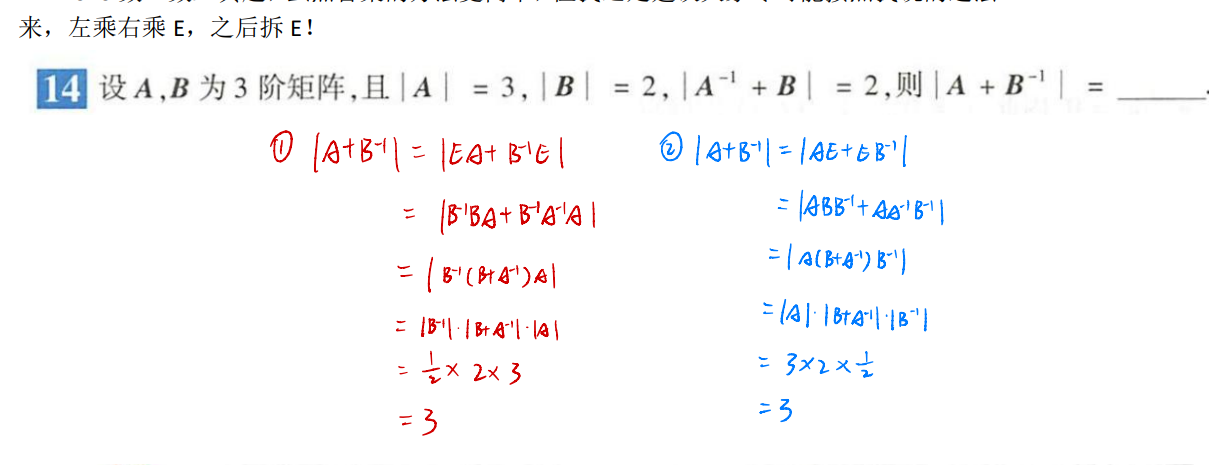 来，左乘右乘 E，之后拆 E！
14 设 A,B 为 3 阶矩阵,且 | A | = 3, | B | = 2, | A⁻¹ + B | = 2,则 | A + B⁻¹ | = ______.
① |A+B⁻¹| = |EA+B⁻¹E|
= |B⁻¹BA+B⁻¹A⁻¹A|
= |B⁻¹(B+A⁻¹)A|
= |B⁻¹|·|B+A⁻¹|·|A|
= 1/2 × 2 × 3
= 3
② |A+B⁻¹| = |AE+EB⁻¹|
= |ABB⁻¹+AA⁻¹B⁻¹|
= |A(B+A⁻¹)B⁻¹|
= |A|·|B+A⁻¹|·|B⁻¹|
= 3×2×1/2
= 3